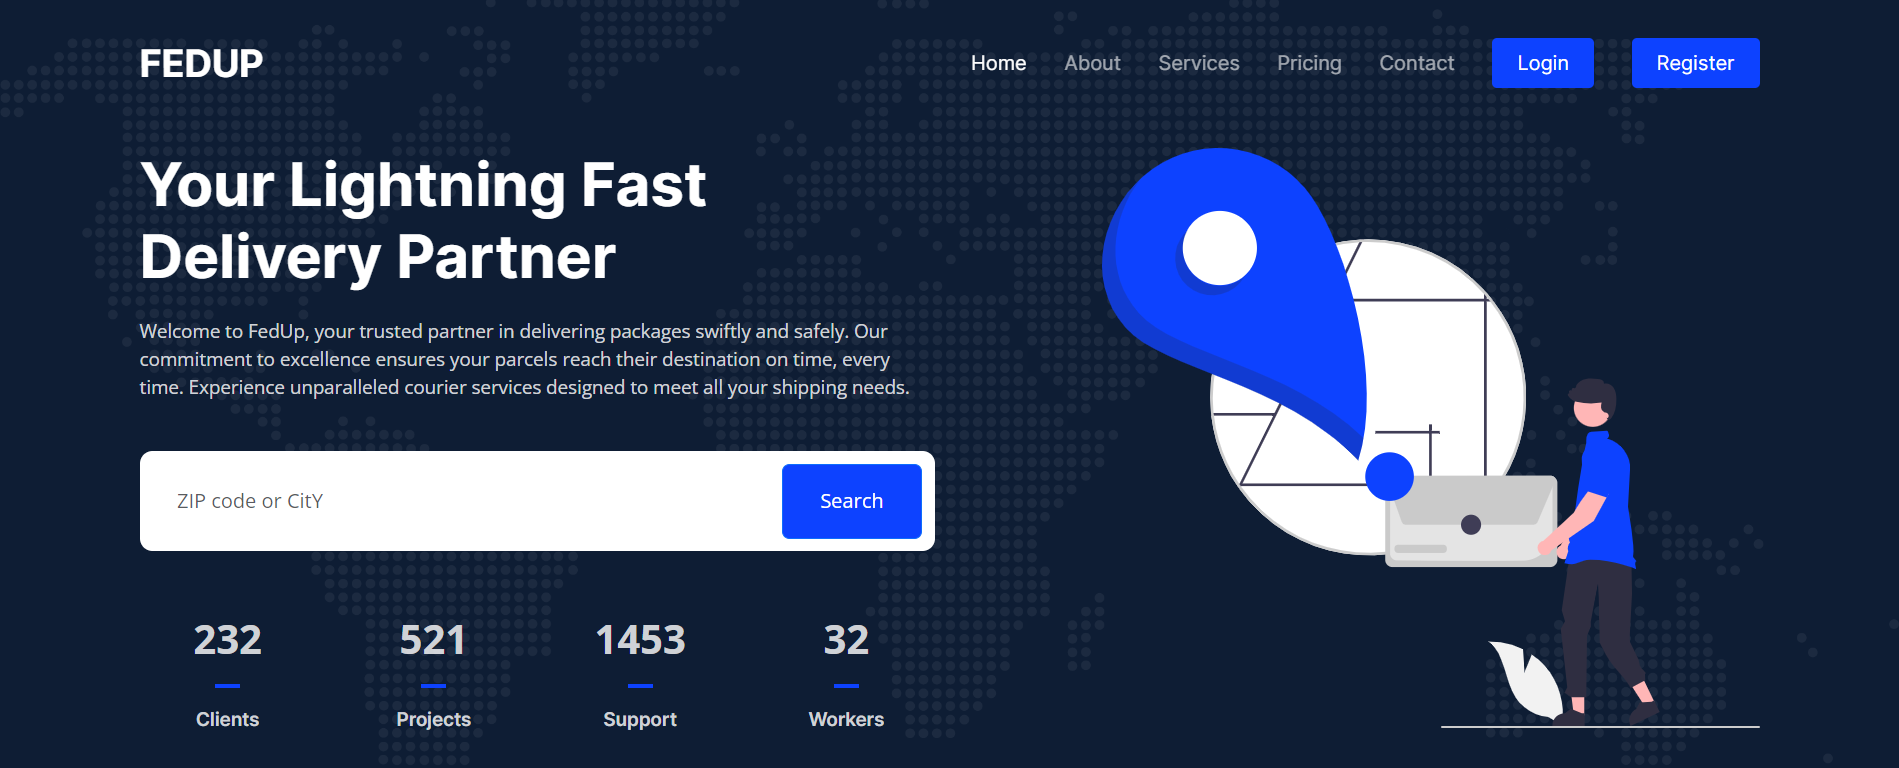 FEDUP
Home About Services Pricing Contact Login Register
Your Lightning Fast
Delivery Partner
Welcome to FedUp, your trusted partner in delivering packages swiftly and safely. Our
commitment to excellence ensures your parcels reach their destination on time, every
time. Experience unparalleled courier services designed to meet all your shipping needs.
ZIP code or CitY Search
232 521 1453 32
Clients Projects Support Workers